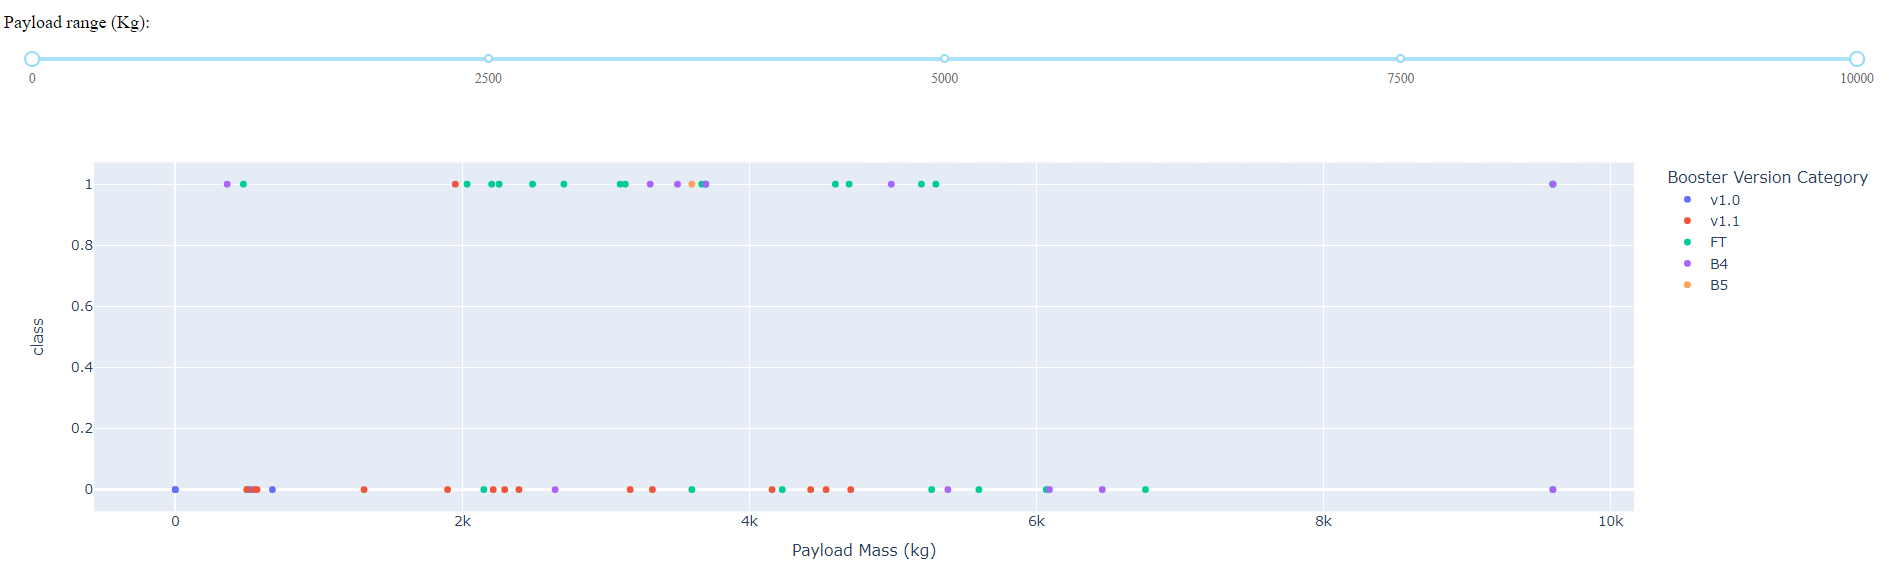 Payload range (Kg):
0 2500 5000 7500 10000
Booster Version Category
v1.0
v1.1
FT
B4
B5
1
0.8
0.6
0.4
0.2
0
class
0 2k 4k 6k 8k 10k
Payload Mass (kg)